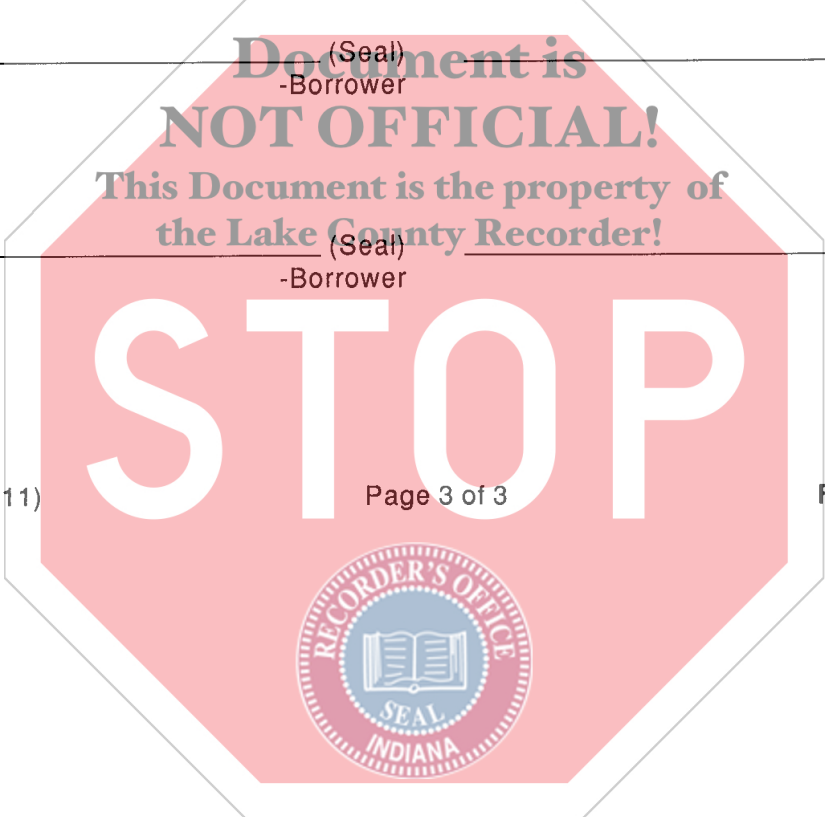 Document is
(Seal)
-Borrower
NOT OFFICIAL!
This Document is the property of
the Lake County Recorder!
(Seal)
-Borrower
STOP
11) Page 3 of 3 F
RECORDER'S OFFICE
SEAL
INDIANA